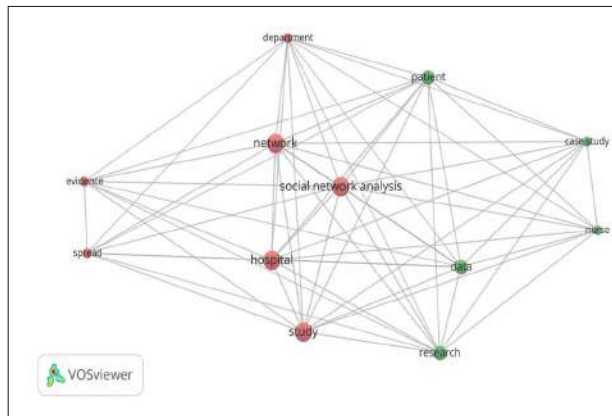 department
patient
network
case study
evidence
social network analysis
nurse
spread
hospital
data
study
research
VOSviewer